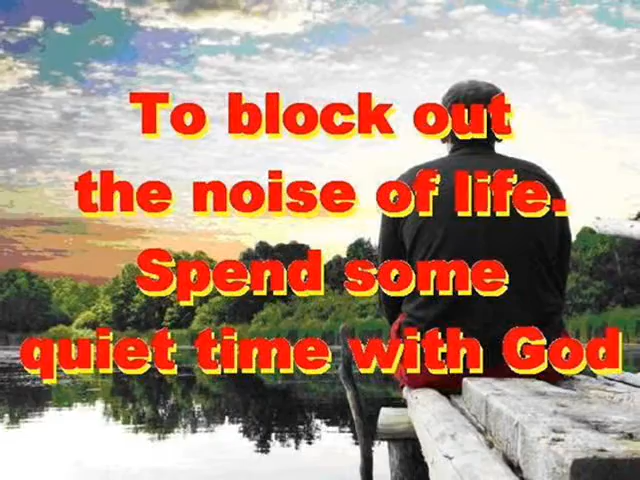 To block out
the noise of life.
Spend some
quiet time with God